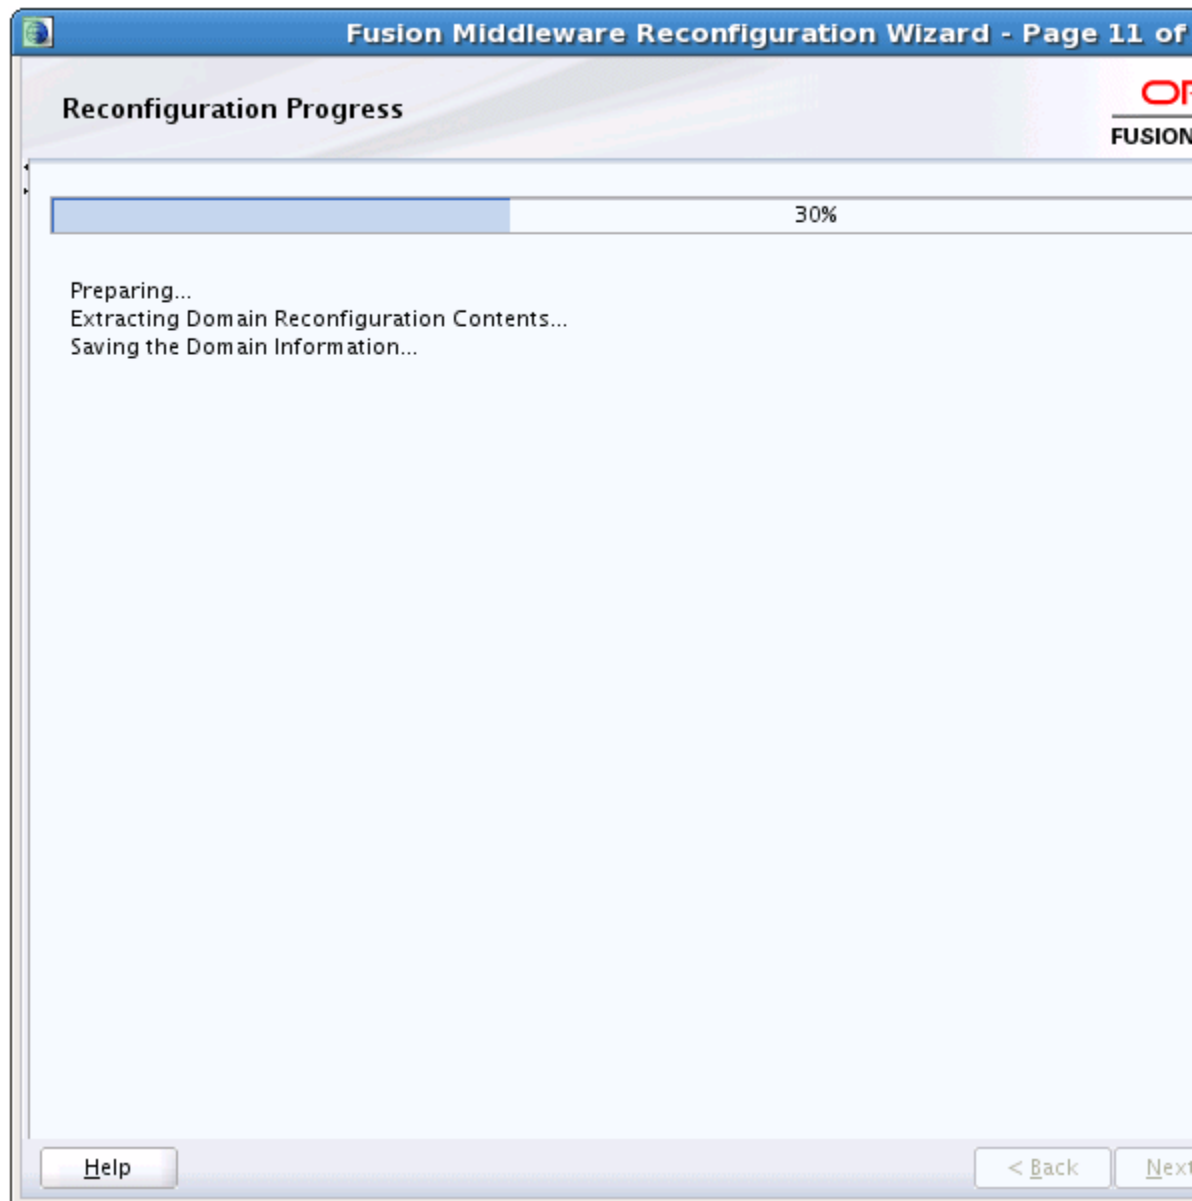 Fusion Middleware Reconfiguration Wizard - Page 11 of
Reconfiguration Progress
FUSION
30%
Preparing...
Extracting Domain Reconfiguration Contents...
Saving the Domain Information...
Help
< Back
Next